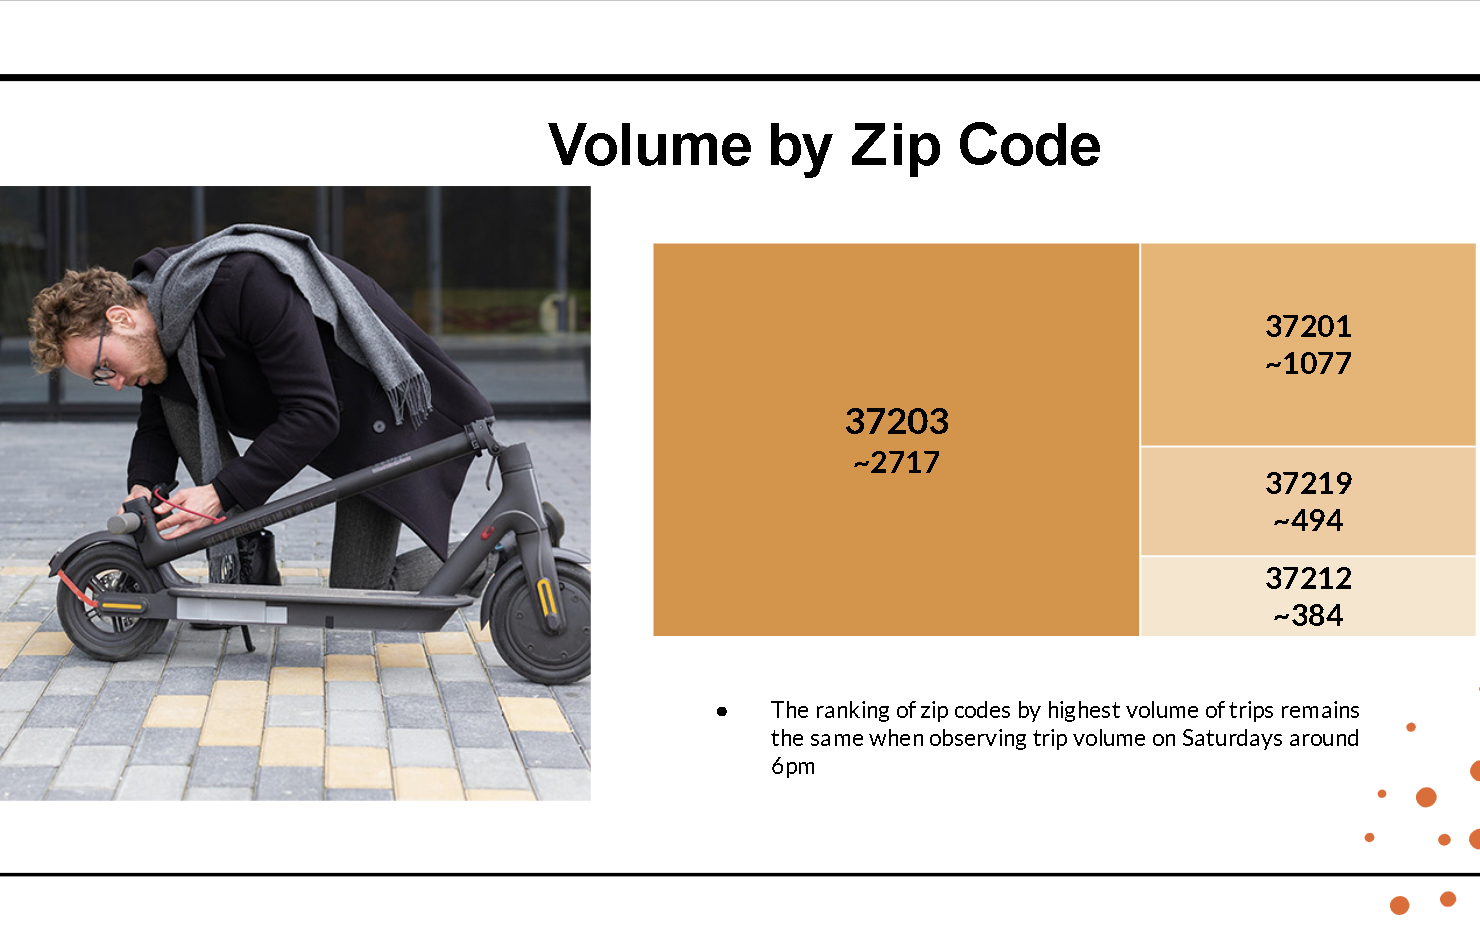 Volume by Zip Code
37203
~2717
37201
~1077
37219
~494
37212
~384
● The ranking of zip codes by highest volume of trips remains
the same when observing trip volume on Saturdays around
6pm